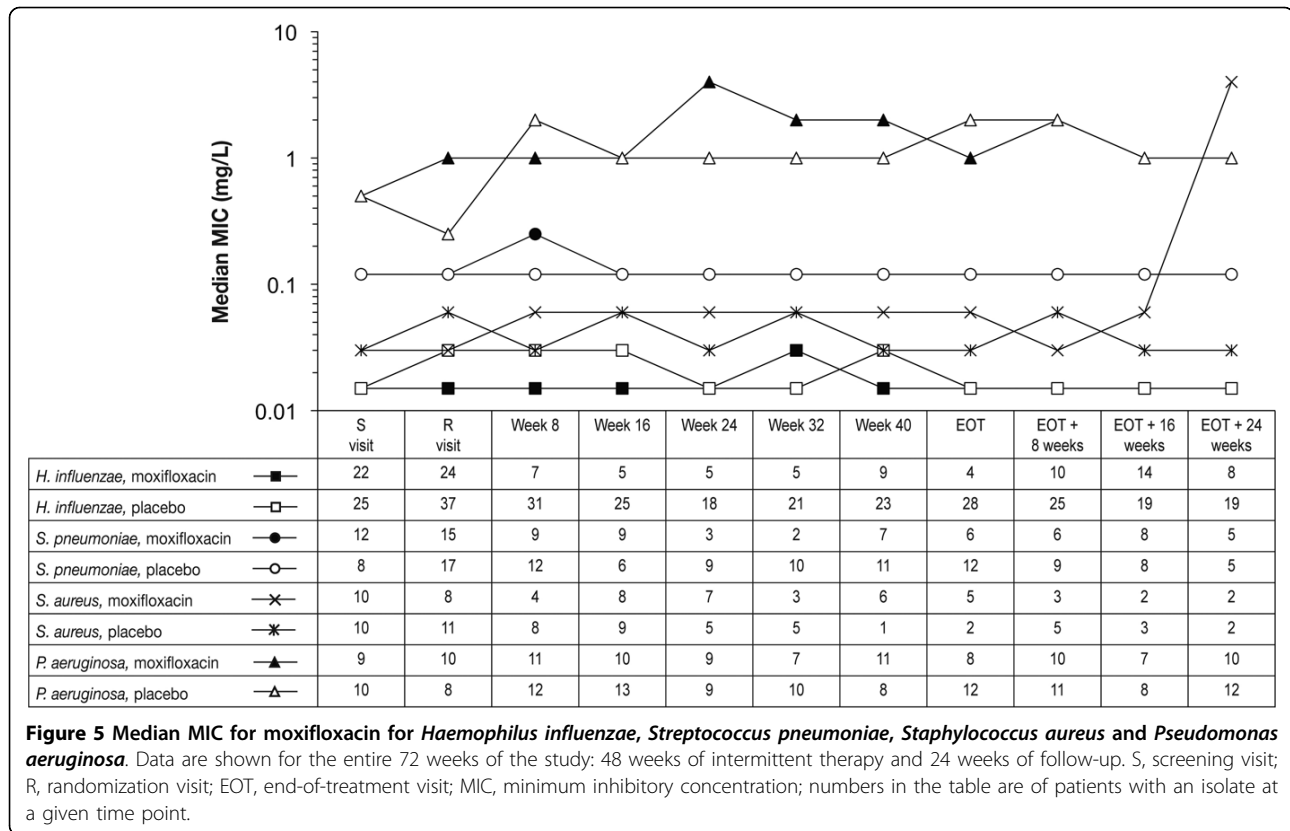 10
1
0.1
0.01
Median MIC (mg/L)
S visit R visit Week 8 Week 16 Week 24 Week 32 Week 40 EOT EOT + 8 weeks EOT + 16 weeks EOT + 24 weeks
H. influenzae, moxifloxacin 22 24 7 5 5 5 9 4 10 14 8
H. influenzae, placebo 25 37 31 25 18 21 23 28 25 19 19
S. pneumoniae, moxifloxacin 12 15 9 9 3 2 7 6 6 8 5
S. pneumoniae, placebo 8 17 12 6 9 10 11 12 9 8 5
S. aureus, moxifloxacin 10 8 4 8 7 3 6 5 3 2 2
S. aureus, placebo 10 11 8 9 5 5 1 2 5 3 2
P. aeruginosa, moxifloxacin 9 10 11 10 9 7 11 8 10 7 10
P. aeruginosa, placebo 10 8 12 13 9 10 8 12 11 8 12
Figure 5 Median MIC for moxifloxacin for Haemophilus influenzae, Streptococcus pneumoniae, Staphylococcus aureus and Pseudomonas
aeruginosa. Data are shown for the entire 72 weeks of the study: 48 weeks of intermittent therapy and 24 weeks of follow-up. S, screening visit;
R, randomization visit; EOT, end-of-treatment visit; MIC, minimum inhibitory concentration; numbers in the table are of patients with an isolate at
a given time point.